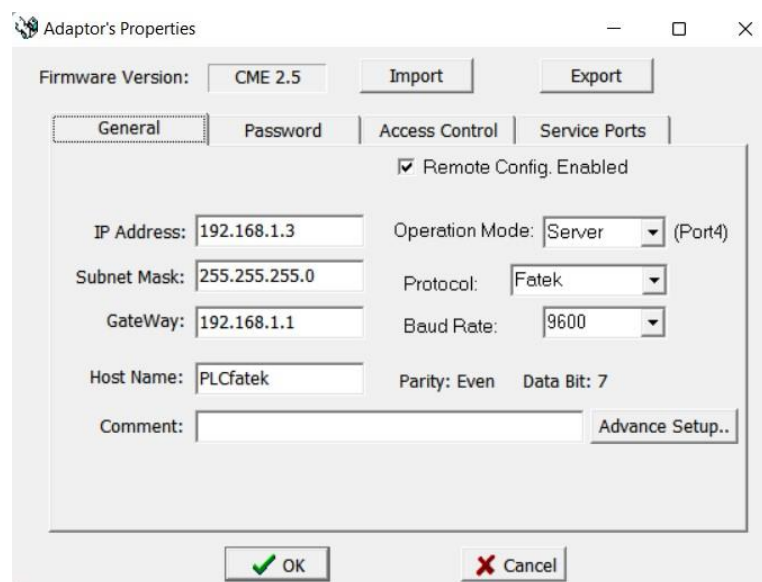 Adaptor's Properties
Firmware Version: CME 2.5 Import Export
General Password Access Control Service Ports
Remote Config. Enabled
IP Address: 192.168.1.3 Operation Mode: Server (Port4)
Subnet Mask: 255.255.255.0 Protocol: Fatek
GateWay: 192.168.1.1 Baud Rate: 9600
Host Name: PLCfatek Parity: Even Data Bit: 7
Comment: Advance Setup..
OK Cancel